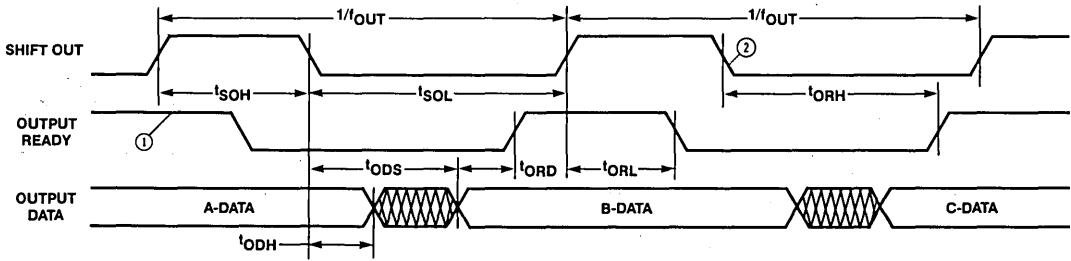 1/fOUT 1/fOUT
SHIFT OUT
②
tSOH tSOL tORH
OUTPUT
READY
①
tODS tORD tORL
OUTPUT
DATA
A-DATA B-DATA C-DATA
tODH